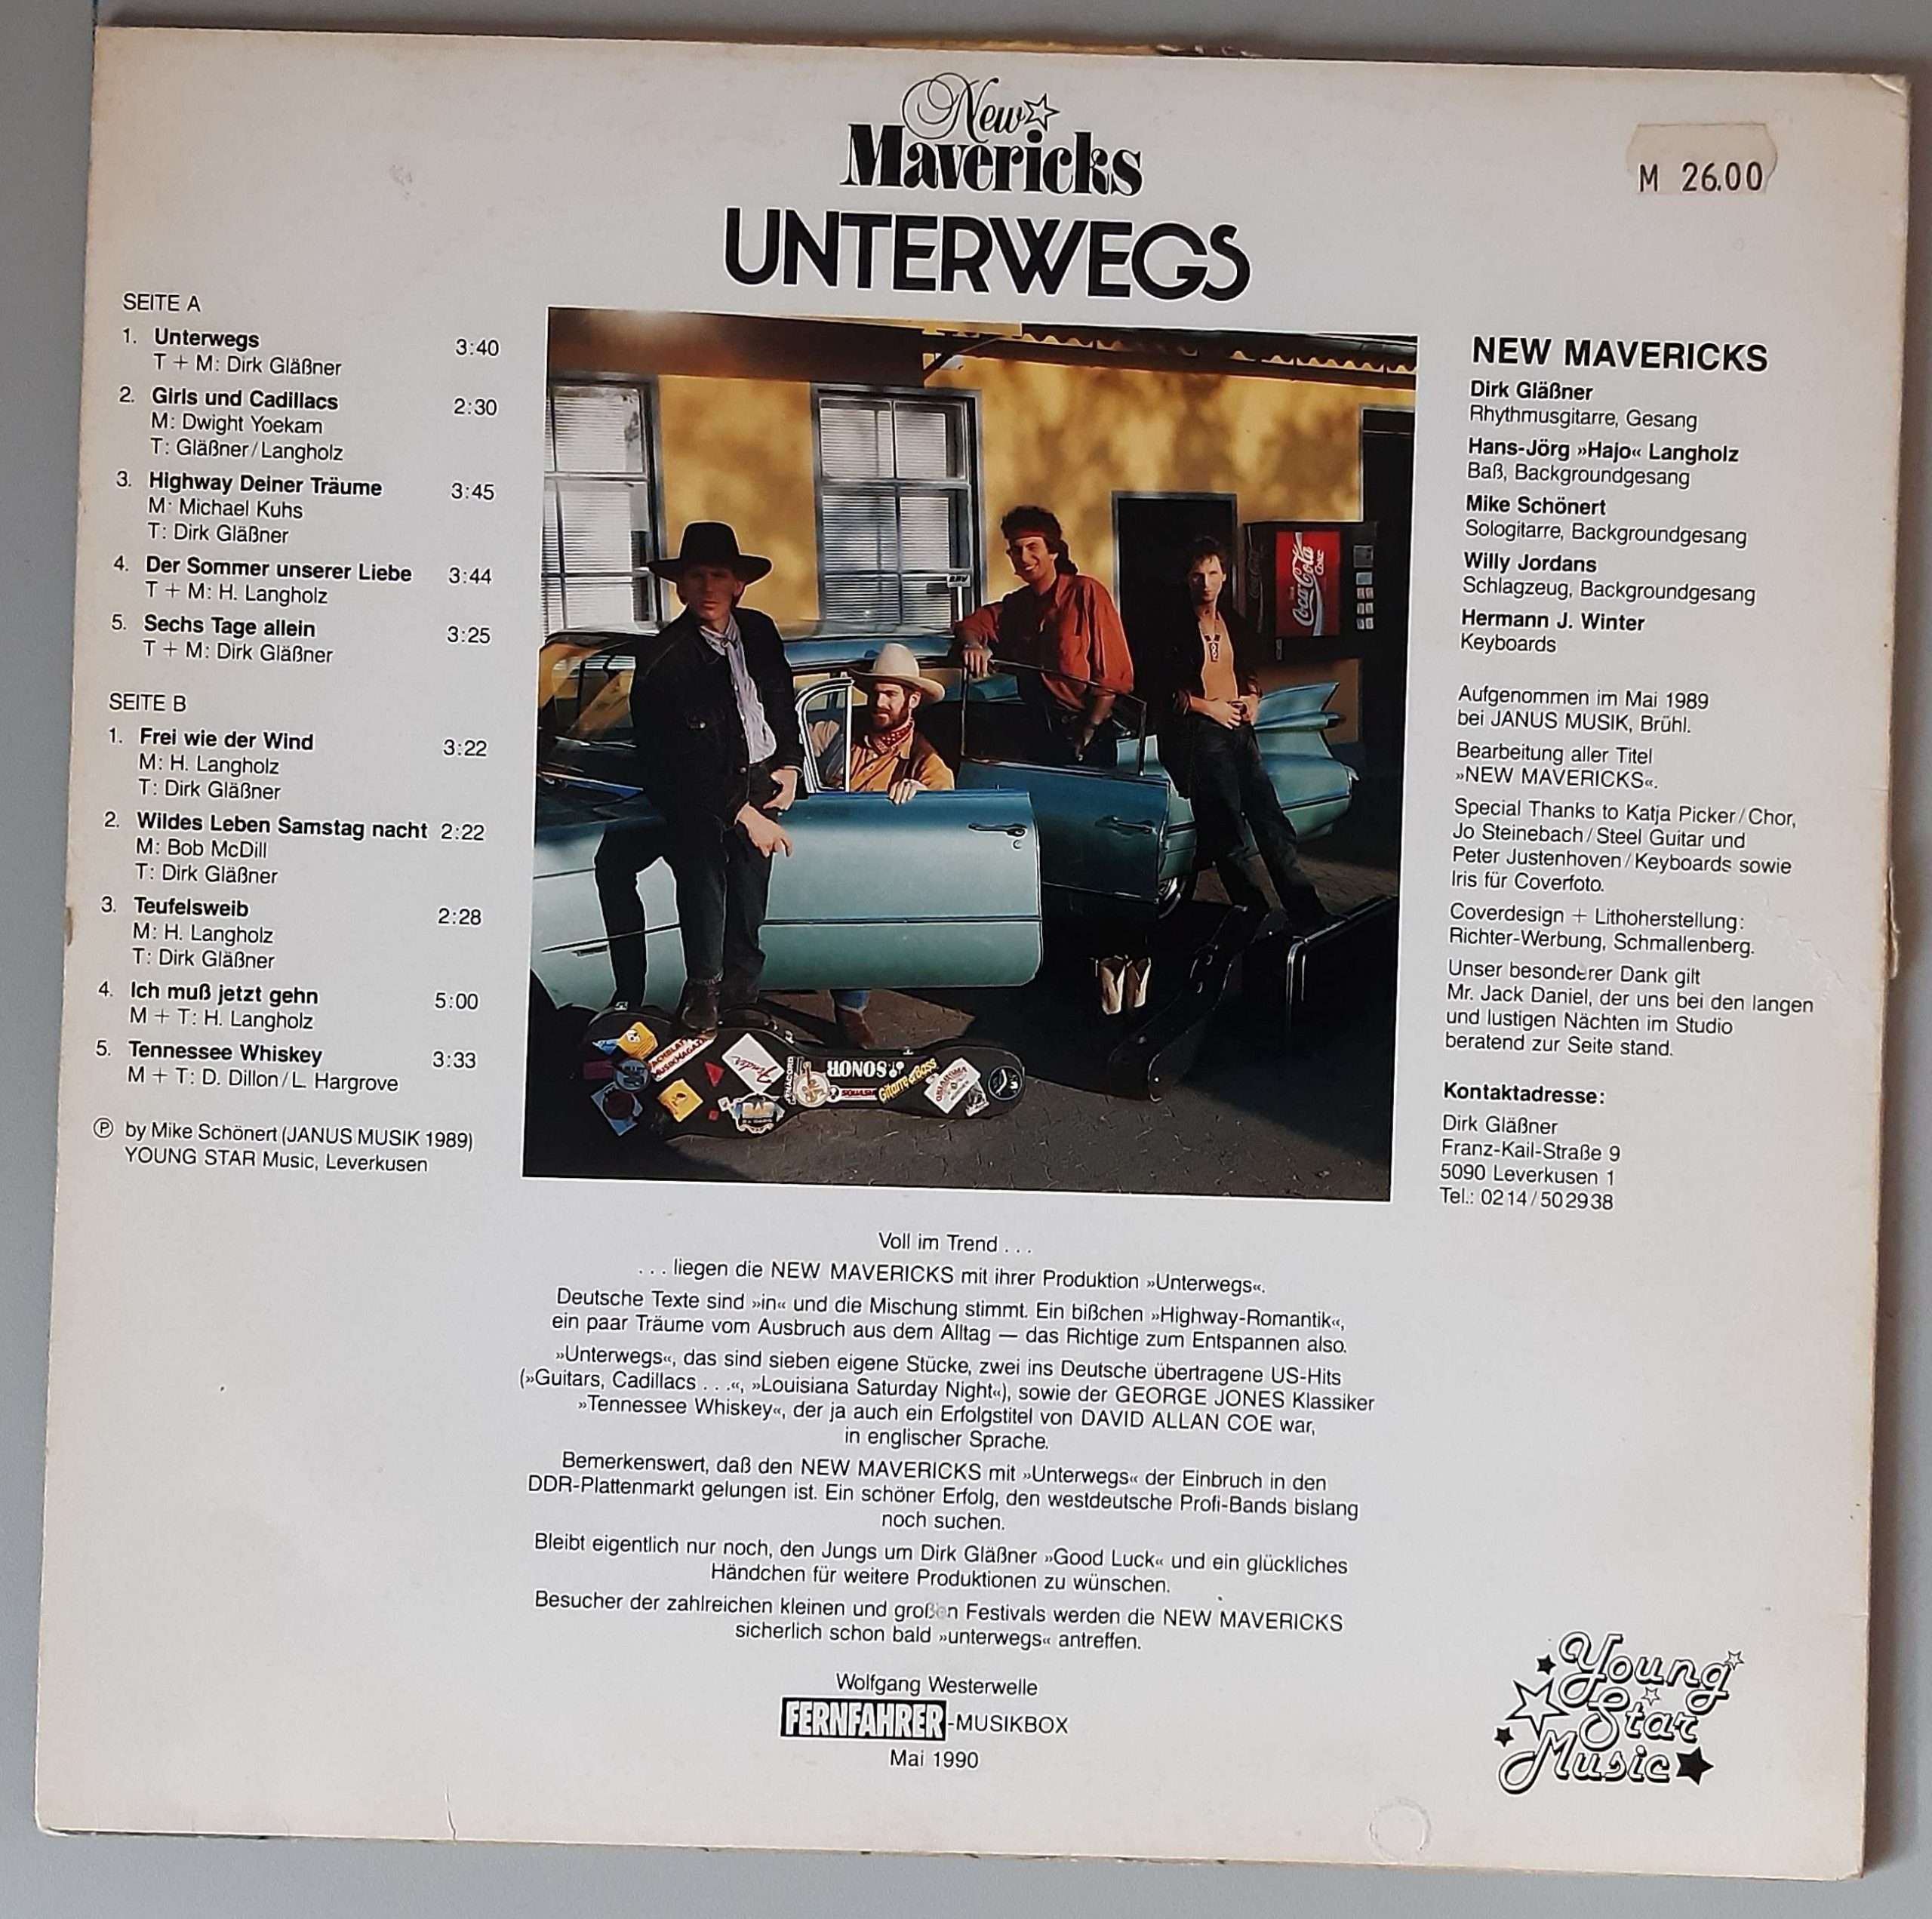 New
Mavericks
UNTERWEGS
M 26.00
SEITE A
1. Unterwegs 3:40
T + M: Dirk Gläßner
2. Girls und Cadillacs 2:30
M: Dwight Yoekam
T: Gläßner/Langholz
3. Highway Deiner Träume 3:45
M: Michael Kuhs
T: Dirk Gläßner
4. Der Sommer unserer Liebe 3:44
T + M: H. Langholz
5. Sechs Tage allein 3:25
T + M: Dirk Gläßner
SEITE B
1. Frei wie der Wind 3:22
M: H. Langholz
T: Dirk Gläßner
2. Wildes Leben Samstag nacht 2:22
M: Bob McDill
T: Dirk Gläßner
3. Teufelsweib 2:28
M: H. Langholz
T: Dirk Gläßner
4. Ich muß jetzt gehn 5:00
M + T: H. Langholz
5. Tennessee Whiskey 3:33
M + T: D. Dillon/L. Hargrove
Ⓟ by Mike Schönert (JANUS MUSIK 1989)
YOUNG STAR Music, Leverkusen
Coca-Cola
Coke
Fender
DYNACORD
SONOR
SQUASH
Gitarre & Bass
NEW MAVERICKS
Dirk Gläßner
Rhythmusgitarre, Gesang
Hans-Jörg »Hajo« Langholz
Baß, Backgroundgesang
Mike Schönert
Sologitarre, Backgroundgesang
Willy Jordans
Schlagzeug, Backgroundgesang
Hermann J. Winter
Keyboards
Aufgenommen im Mai 1989
bei JANUS MUSIK, Brühl.
Bearbeitung aller Titel
»NEW MAVERICKS«.
Special Thanks to Katja Picker/Chor,
Jo Steinebach/Steel Guitar und
Peter Justenhoven/Keyboards sowie
Iris für Coverfoto.
Coverdesign + Lithoherstellung:
Richter-Werbung, Schmallenberg.
Unser besonderer Dank gilt
Mr. Jack Daniel, der uns bei den langen
und lustigen Nächten im Studio
beratend zur Seite stand.
Kontaktadresse:
Dirk Gläßner
Franz-Kail-Straße 9
5090 Leverkusen 1
Tel.: 0214/502938
Voll im Trend . . .
. . . liegen die NEW MAVERICKS mit ihrer Produktion »Unterwegs«.
Deutsche Texte sind »in« und die Mischung stimmt. Ein bißchen »Highway-Romantik«,
ein paar Träume vom Ausbruch aus dem Alltag — das Richtige zum Entspannen also.
»Unterwegs«, das sind sieben eigene Stücke, zwei ins Deutsche übertragene US-Hits
(»Guitars, Cadillacs . . .«, »Louisiana Saturday Night«), sowie der GEORGE JONES Klassiker
»Tennessee Whiskey«, der ja auch ein Erfolgstitel von DAVID ALLAN COE war,
in englischer Sprache.
Bemerkenswert, daß den NEW MAVERICKS mit »Unterwegs« der Einbruch in den
DDR-Plattenmarkt gelungen ist. Ein schöner Erfolg, den westdeutsche Profi-Bands bislang
noch suchen.
Bleibt eigentlich nur noch, den Jungs um Dirk Gläßner »Good Luck« und ein glückliches
Händchen für weitere Produktionen zu wünschen.
Besucher der zahlreichen kleinen und großen Festivals werden die NEW MAVERICKS
sicherlich schon bald »unterwegs« antreffen.
Wolfgang Westerwelle
FERNFAHRER-MUSIKBOX
Mai 1990
Young
Star
Music